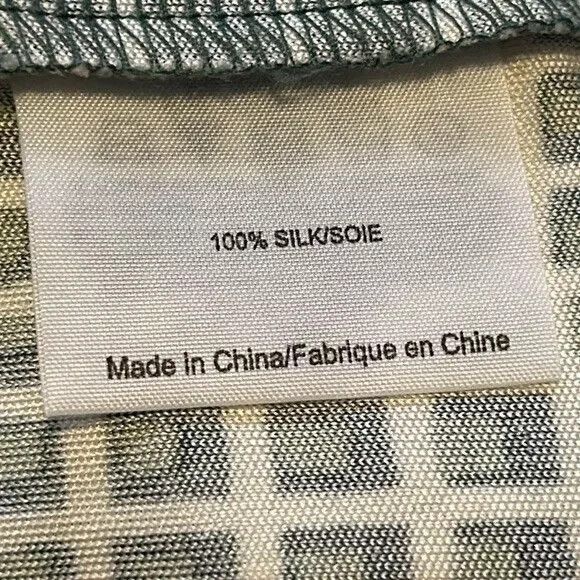 100% SILK/SOIE
Made in China/Fabrique en Chine